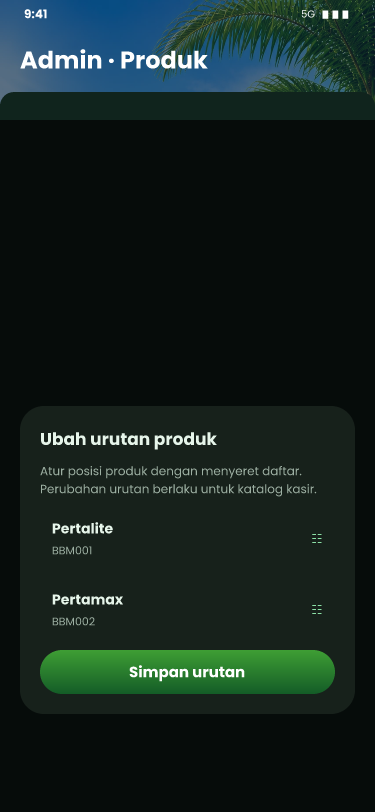 9:41
5G
Admin · Produk
Ubah urutan produk
Atur posisi produk dengan menyeret daftar.
Perubahan urutan berlaku untuk katalog kasir.
Pertalite
BBM001
Pertamax
BBM002
Simpan urutan